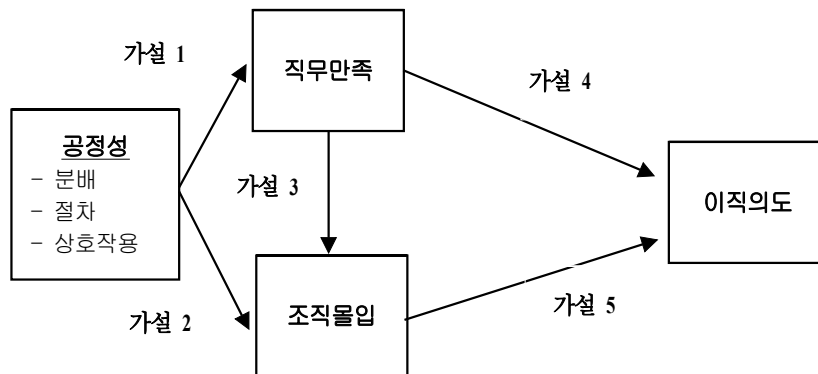 가설 1
직무만족
가설 4
공정성
- 분배
- 절차
- 상호작용
가설 3
이직의도
가설 2
조직몰입
가설 5